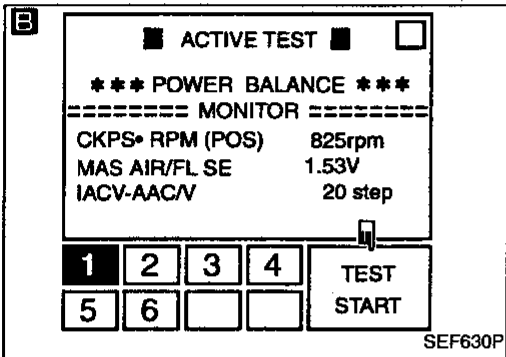 B
ACTIVE TEST
*** POWER BALANCE ***
======== MONITOR ========
CKPS• RPM (POS) 825rpm
MAS AIR/FL SE 1.53V
IACV-AAC/V 20 step
1 2 3 4 TEST
5 6 START
SEF630P